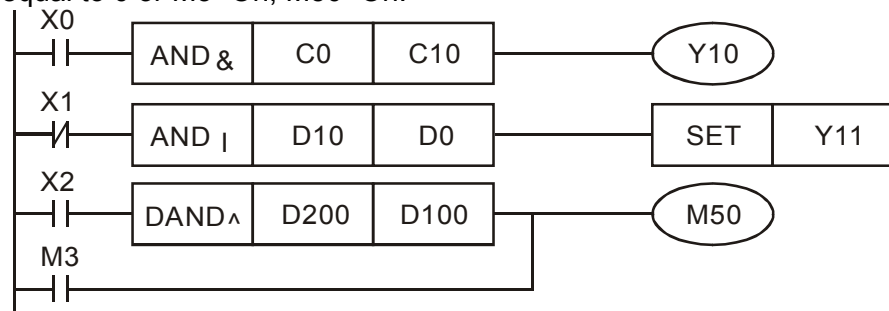 equal to 0 or M3=On, M50=On.
X0
AND & C0 C10 Y10
X1
AND | D10 D0 SET Y11
X2
DAND ^ D200 D100 M50
M3